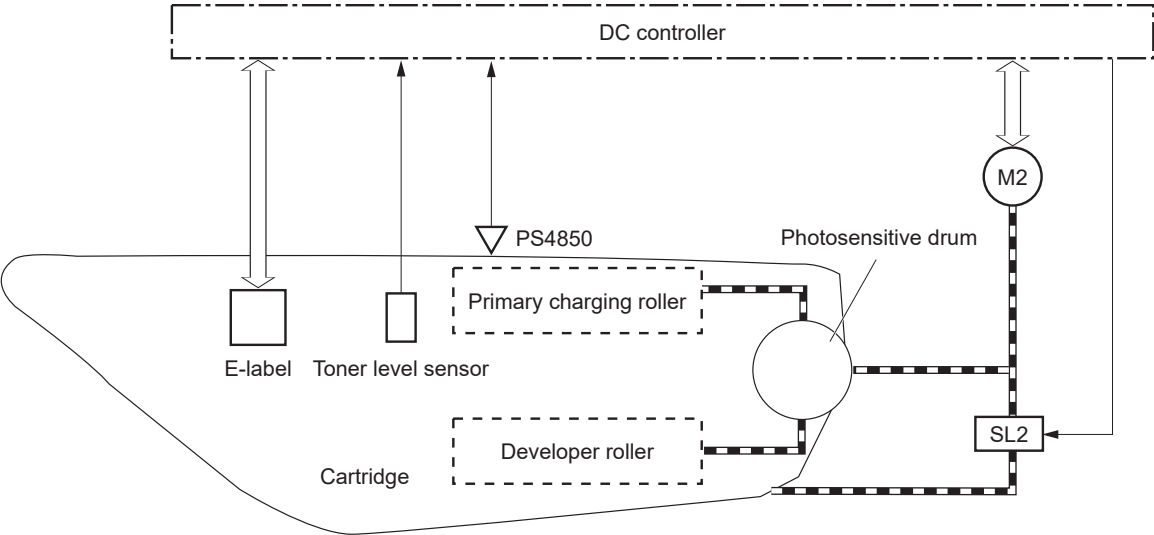 DC controller
M2
PS4850
Photosensitive drum
Primary charging roller
E-label
Toner level sensor
SL2
Developer roller
Cartridge